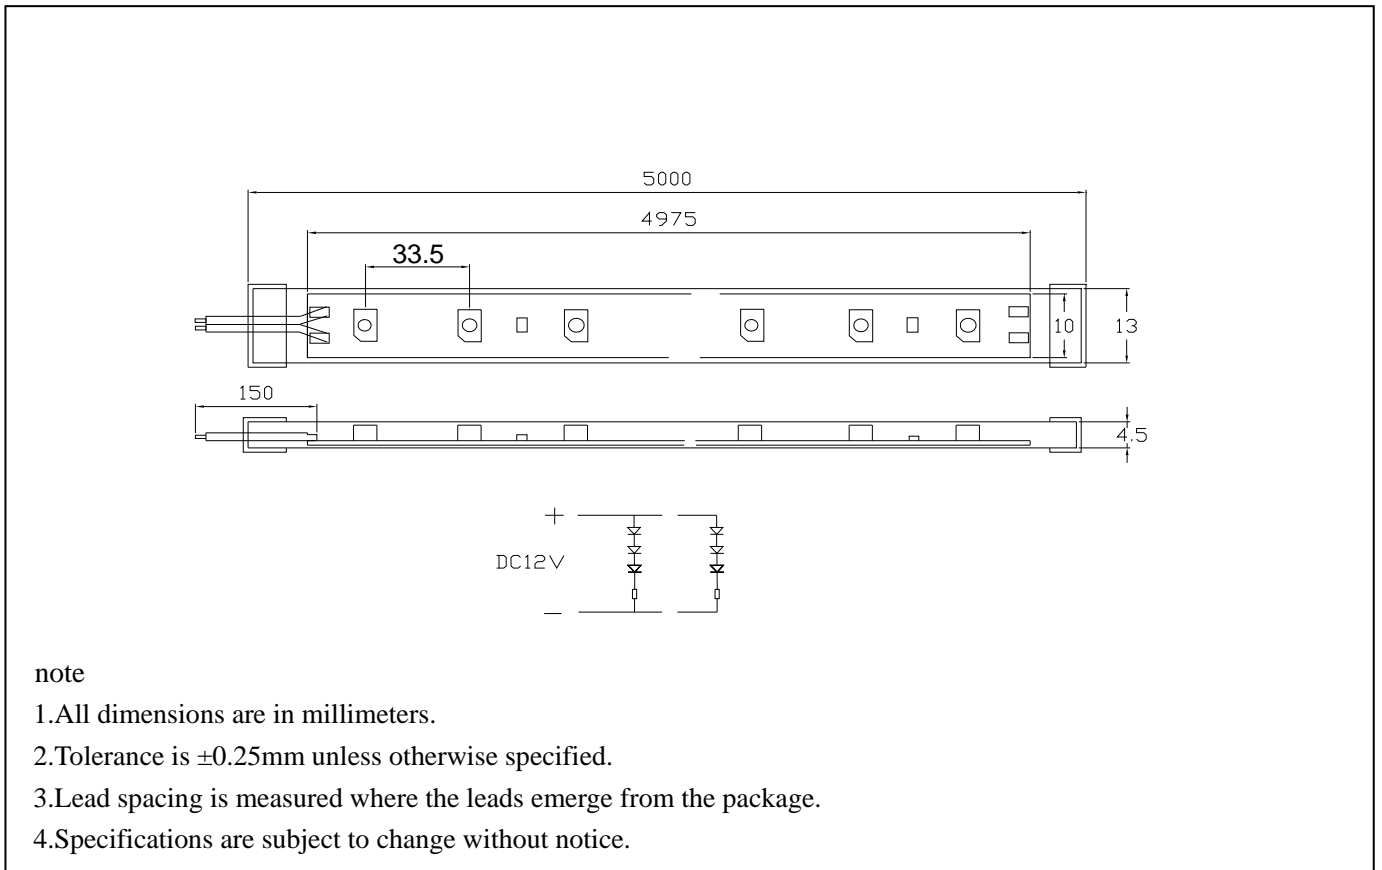 5000
4975
33.5
10
13
150
4.5
+
DC12V
—
note
1.All dimensions are in millimeters.
2.Tolerance is ±0.25mm unless otherwise specified.
3.Lead spacing is measured where the leads emerge from the package.
4.Specifications are subject to change without notice.